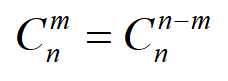 $C_n^m = C_n^{n-m}$